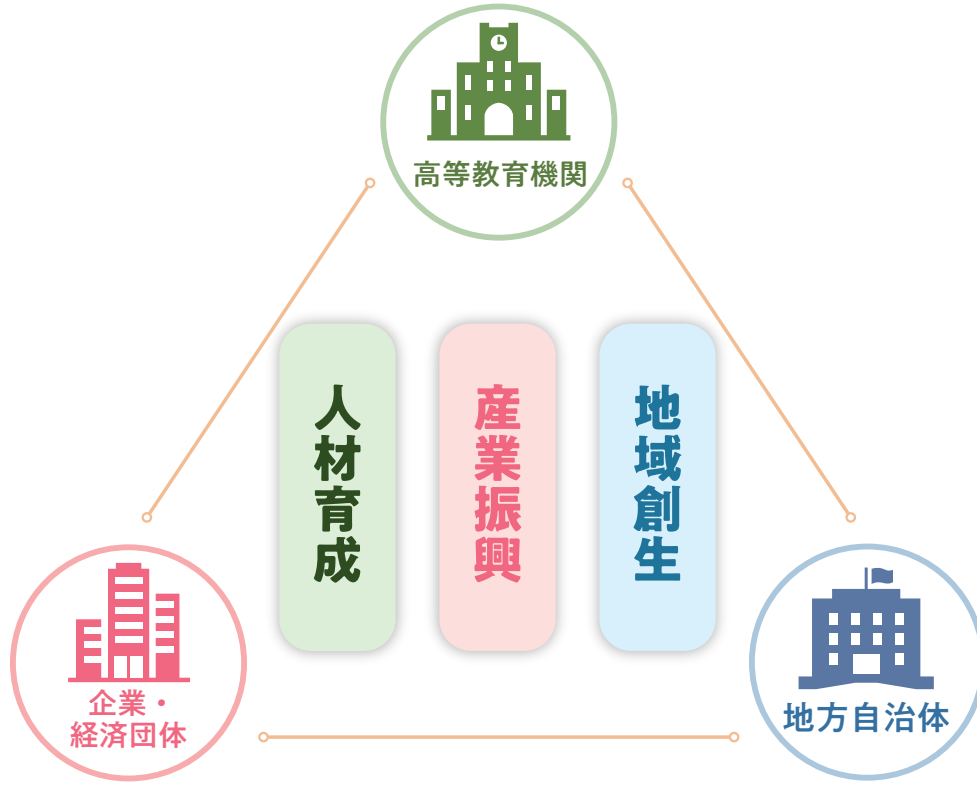 高等教育機関
人材育成
産業振興
地域創生
企業・
経済団体
地方自治体